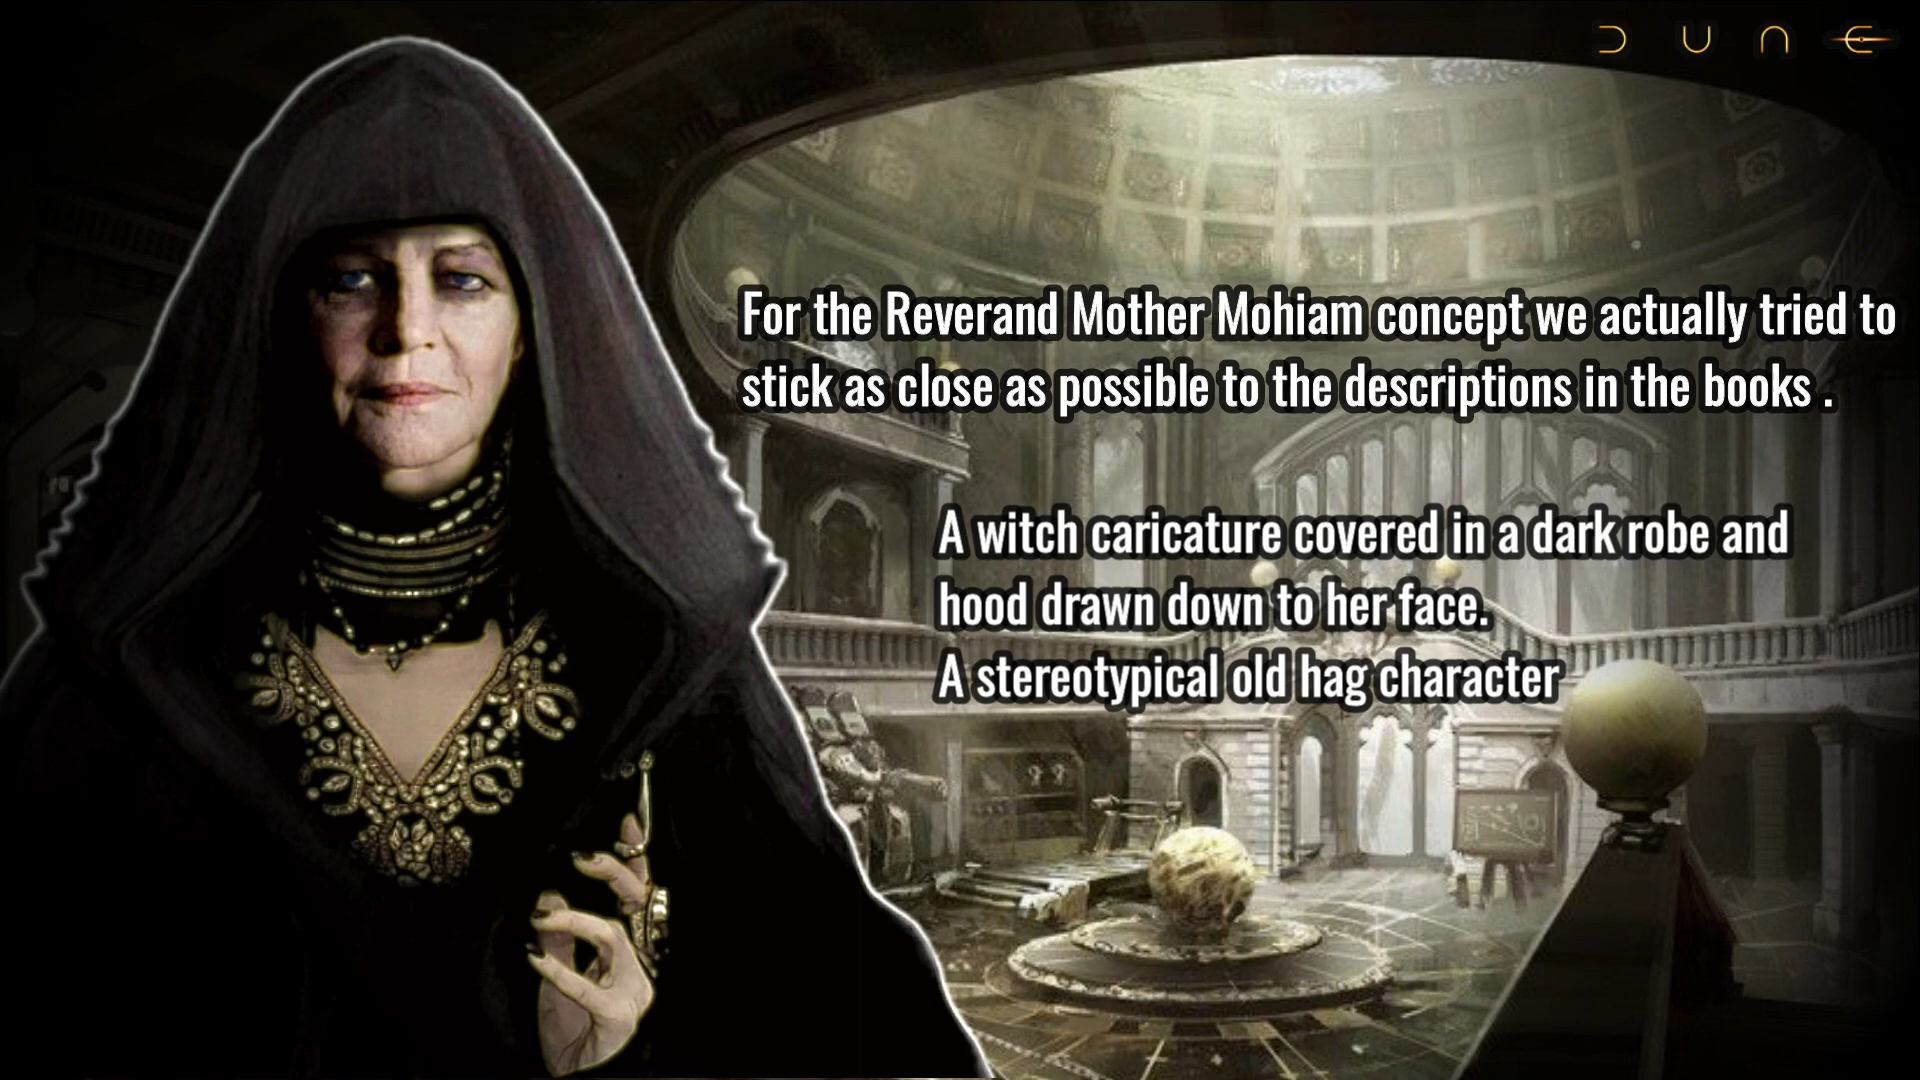 DUNE
For the Reverand Mother Mohiam concept we actually tried to
stick as close as possible to the descriptions in the books .
A witch caricature covered in a dark robe and
hood drawn down to her face.
A stereotypical old hag character